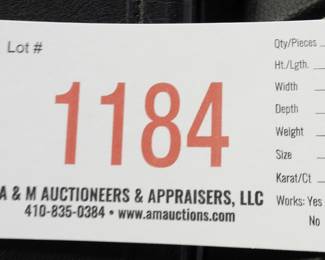 Lot #
1184
A & M AUCTIONEERS & APPRAISERS, LLC
410-835-0384 • www.amauctions.com
Qty/Pieces
Ht./Lgth.
Width
Depth
Weight
Size
Karat/Ct
Works: Yes
No